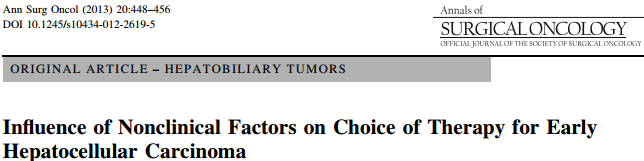 Ann Surg Oncol (2013) 20:448–456
DOI 10.1245/s10434-012-2619-5
Annals of
SURGICAL ONCOLOGY
OFFICIAL JOURNAL OF THE SOCIETY OF SURGICAL ONCOLOGY
ORIGINAL ARTICLE – HEPATOBILIARY TUMORS
Influence of Nonclinical Factors on Choice of Therapy for Early
Hepatocellular Carcinoma